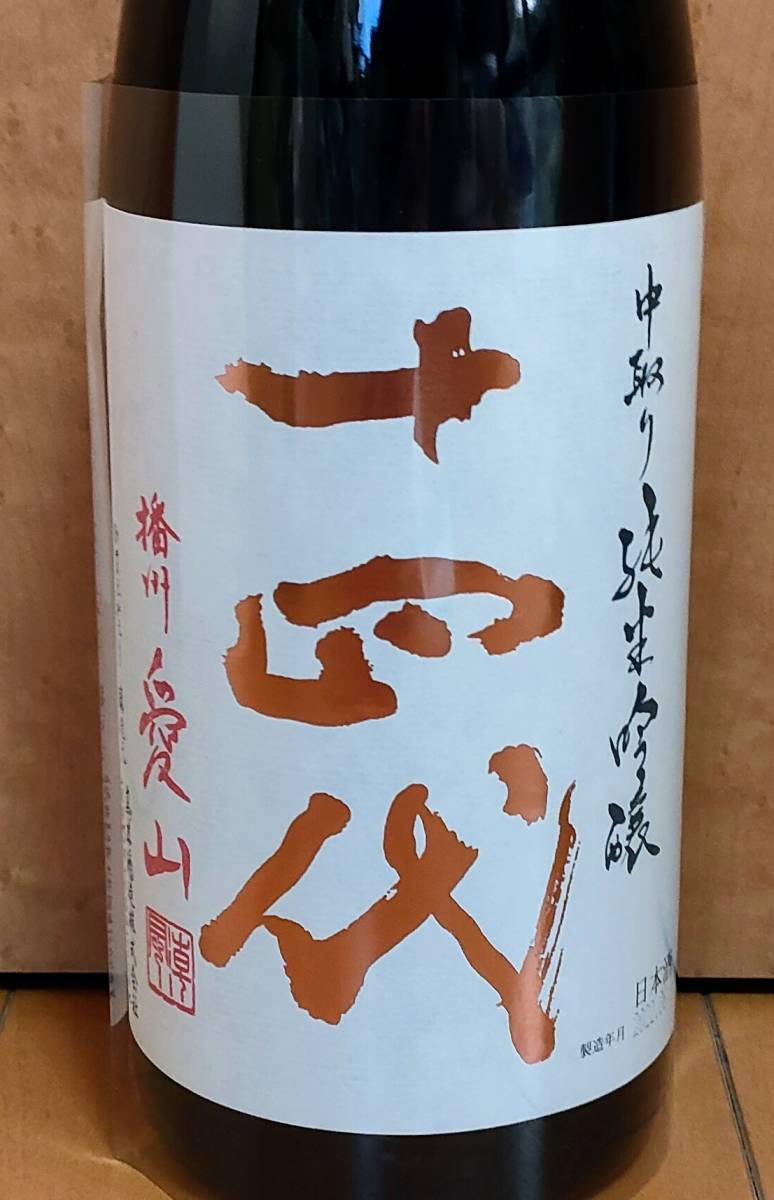 中取り純米吟醸
十四代
播州愛山
日本酒
製造年月